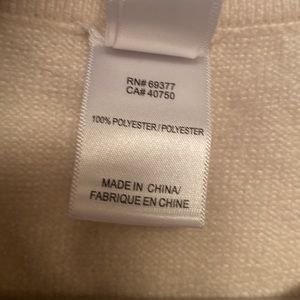 RN# 69377
CA# 40750
100% POLYESTER / POLYESTER
MADE IN CHINA/
FABRIQUE EN CHINE